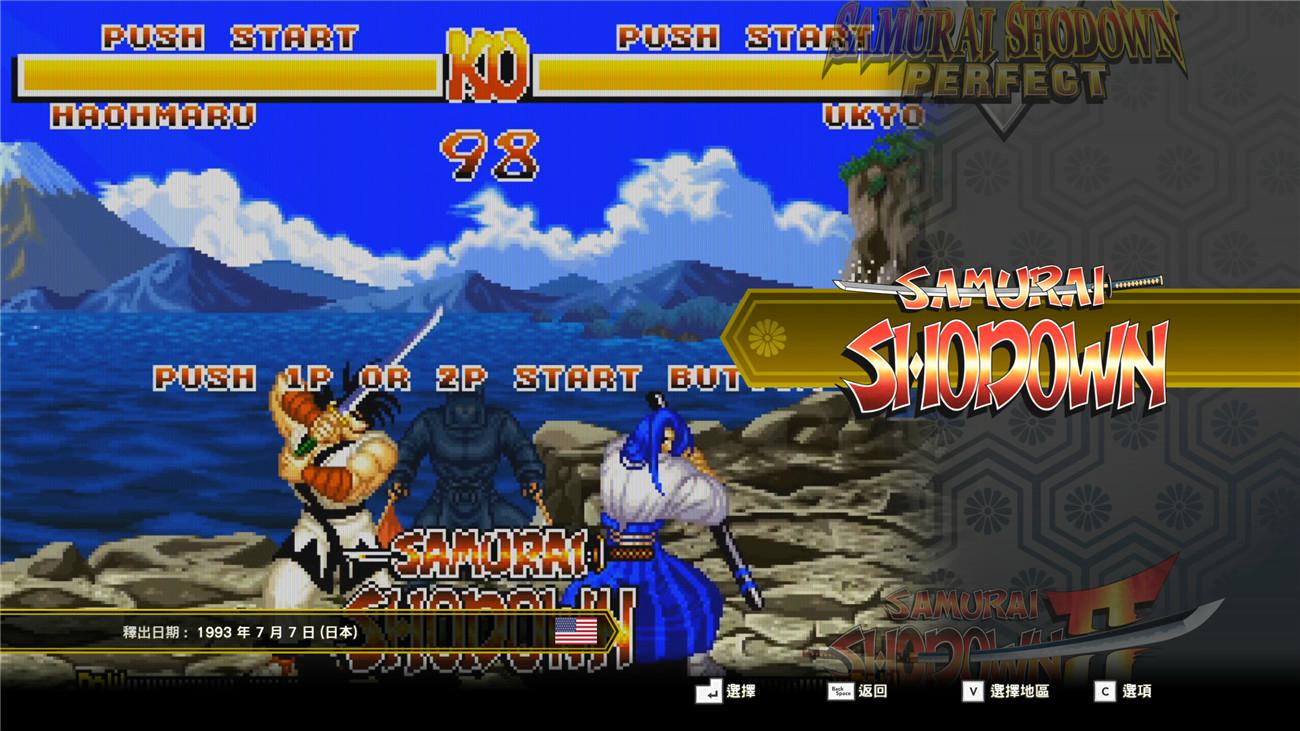 PUSH START
PUSH START
KO
SAMURAI SHODOWN V
PERFECT
HAOHMARU
UKYO
98
SAMURAI
SHODOWN
PUSH 1P OR 2P START
SAMURAI
SHODOWN
SAMURAI
SHODOWN II
釋出日期： 1993 年 7 月 7 日 (日本)
選擇
Back Space 返回
V 選擇地區
C 選項